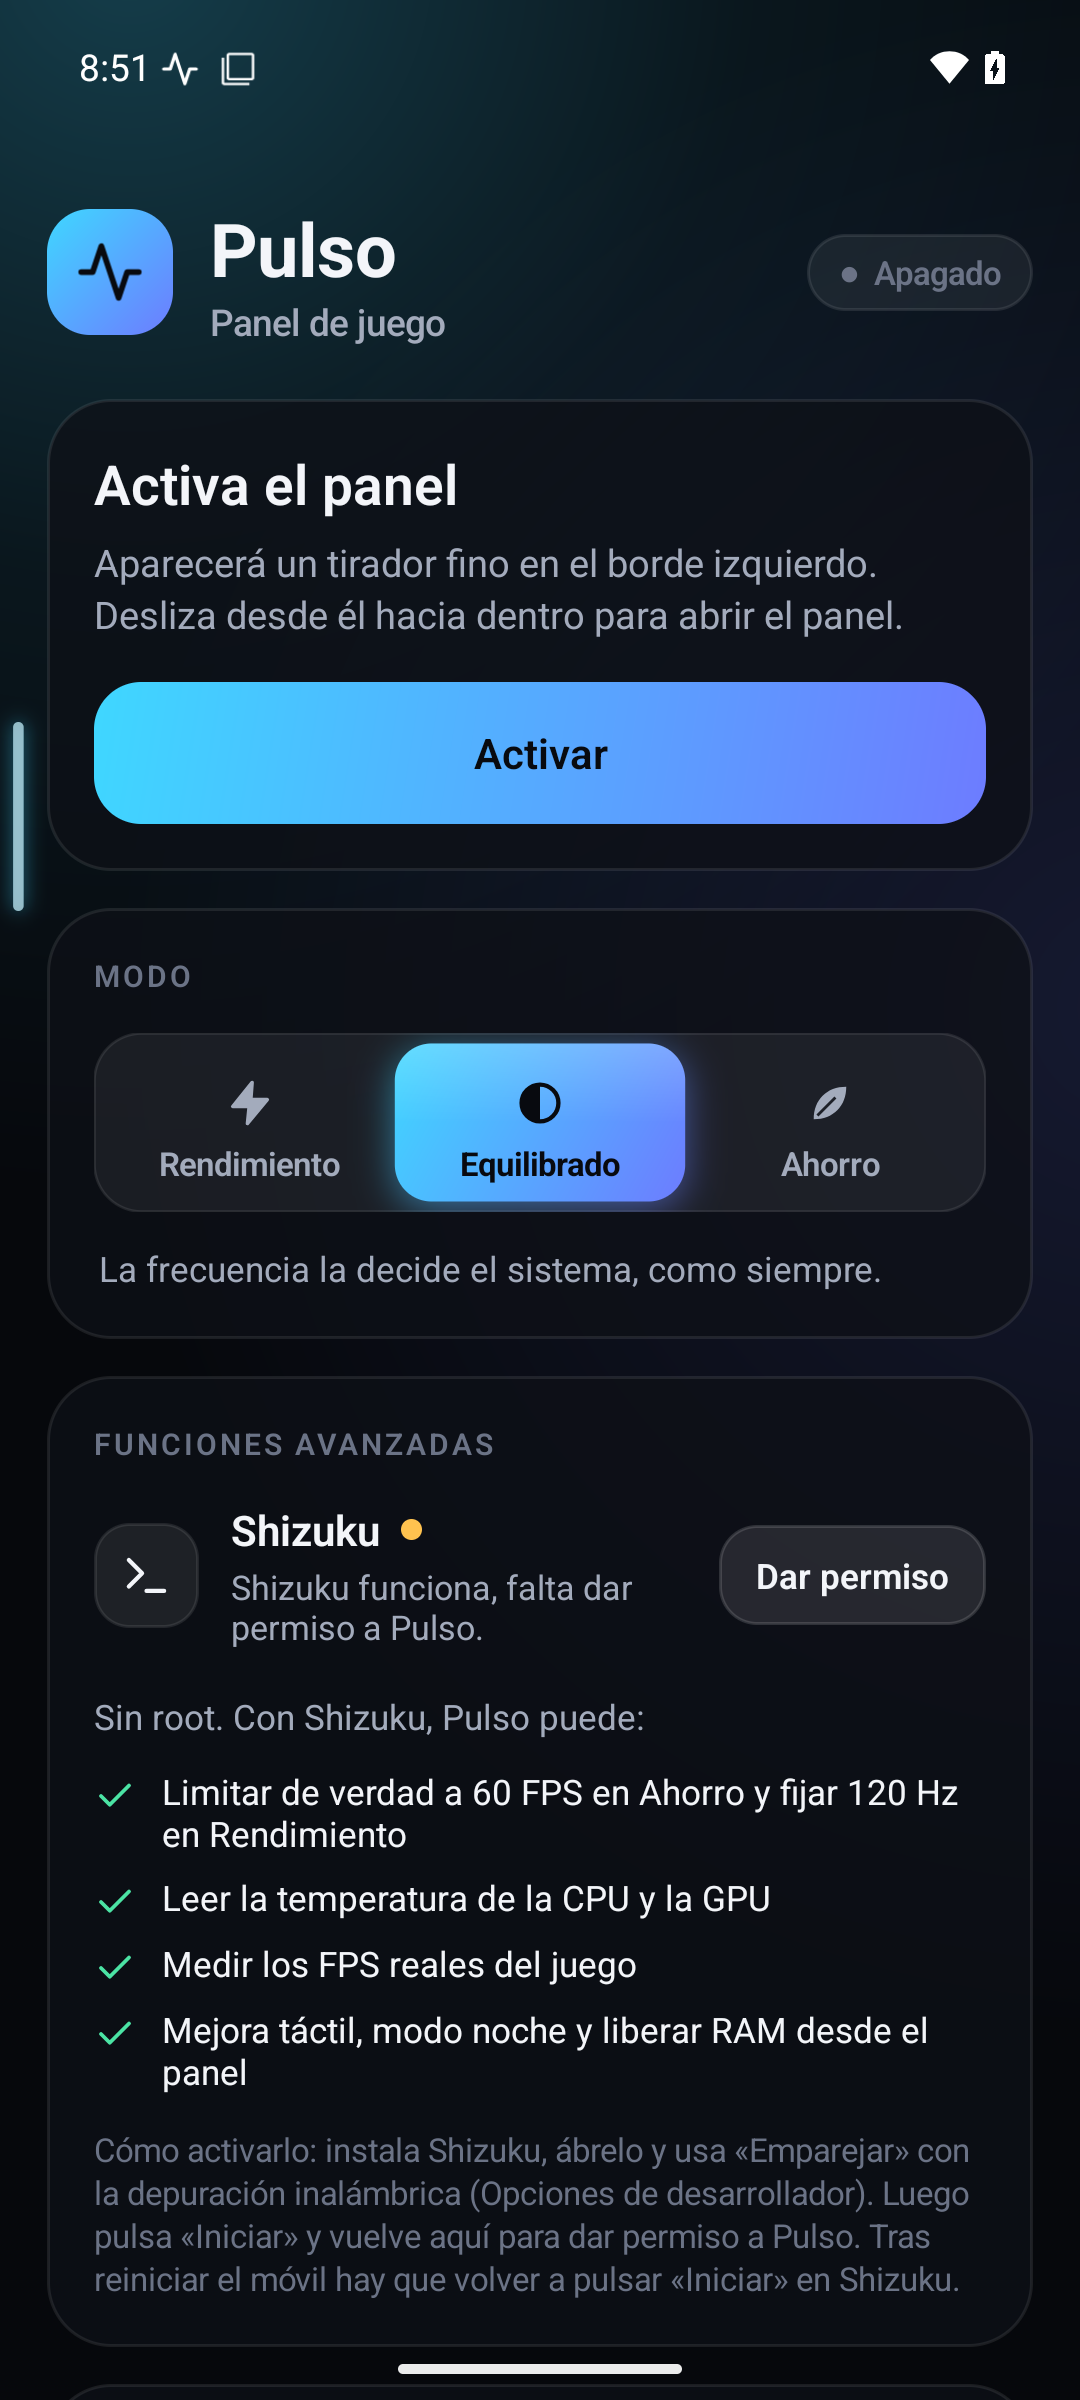 8:51
Pulso
Panel de juego
Apagado
Activa el panel
Aparecerá un tirador fino en el borde izquierdo.
Desliza desde él hacia dentro para abrir el panel.
Activar
MODO
Rendimiento
Equilibrado
Ahorro
La frecuencia la decide el sistema, como siempre.
FUNCIONES AVANZADAS
Shizuku
Shizuku funciona, falta dar
permiso a Pulso.
Dar permiso
Sin root. Con Shizuku, Pulso puede:
Limitar de verdad a 60 FPS en Ahorro y fijar 120 Hz
en Rendimiento
Leer la temperatura de la CPU y la GPU
Medir los FPS reales del juego
Mejora táctil, modo noche y liberar RAM desde el
panel
Cómo activarlo: instala Shizuku, ábrelo y usa «Emparejar» con
la depuración inalámbrica (Opciones de desarrollador). Luego
pulsa «Iniciar» y vuelve aquí para dar permiso a Pulso. Tras
reiniciar el móvil hay que volver a pulsar «Iniciar» en Shizuku.